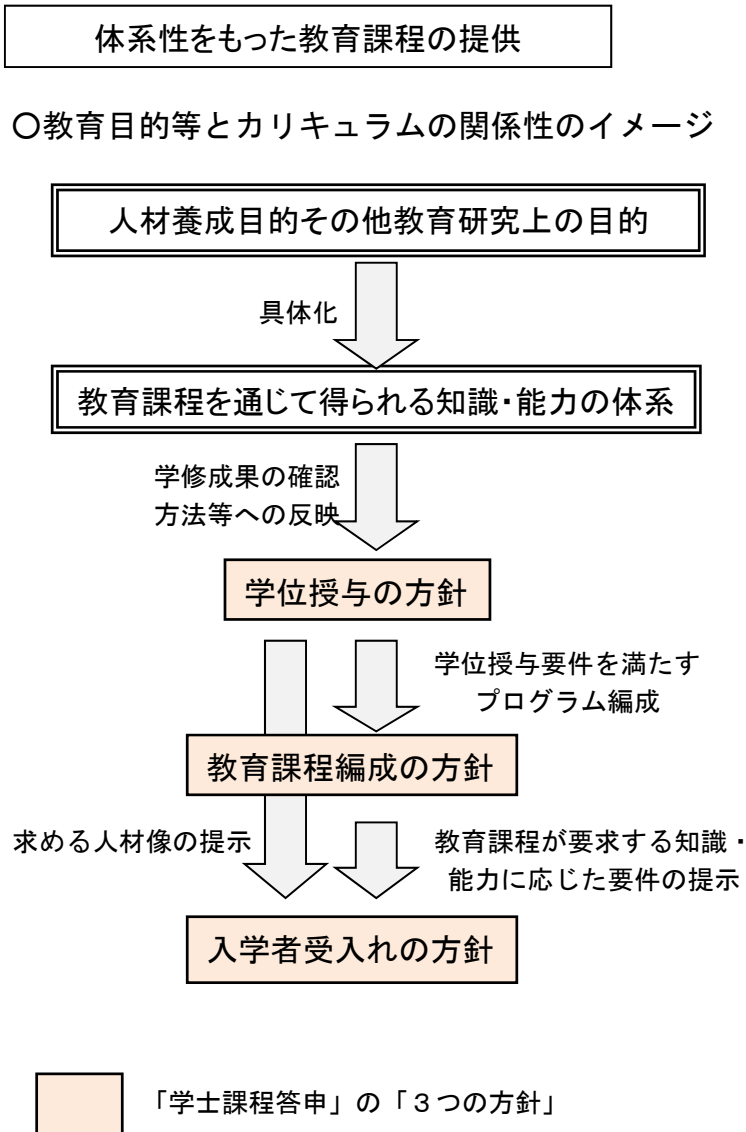 体系性をもった教育課程の提供
〇教育目的等とカリキュラムの関係性のイメージ
人材養成目的その他教育研究上の目的
具体化
教育課程を通じて得られる知識・能力の体系
学修成果の確認
方法等への反映
学位授与の方針
学位授与要件を満たす
プログラム編成
教育課程編成の方針
求める人材像の提示
教育課程が要求する知識・
能力に応じた要件の提示
入学者受入れの方針
「学士課程答申」の「３つの方針」